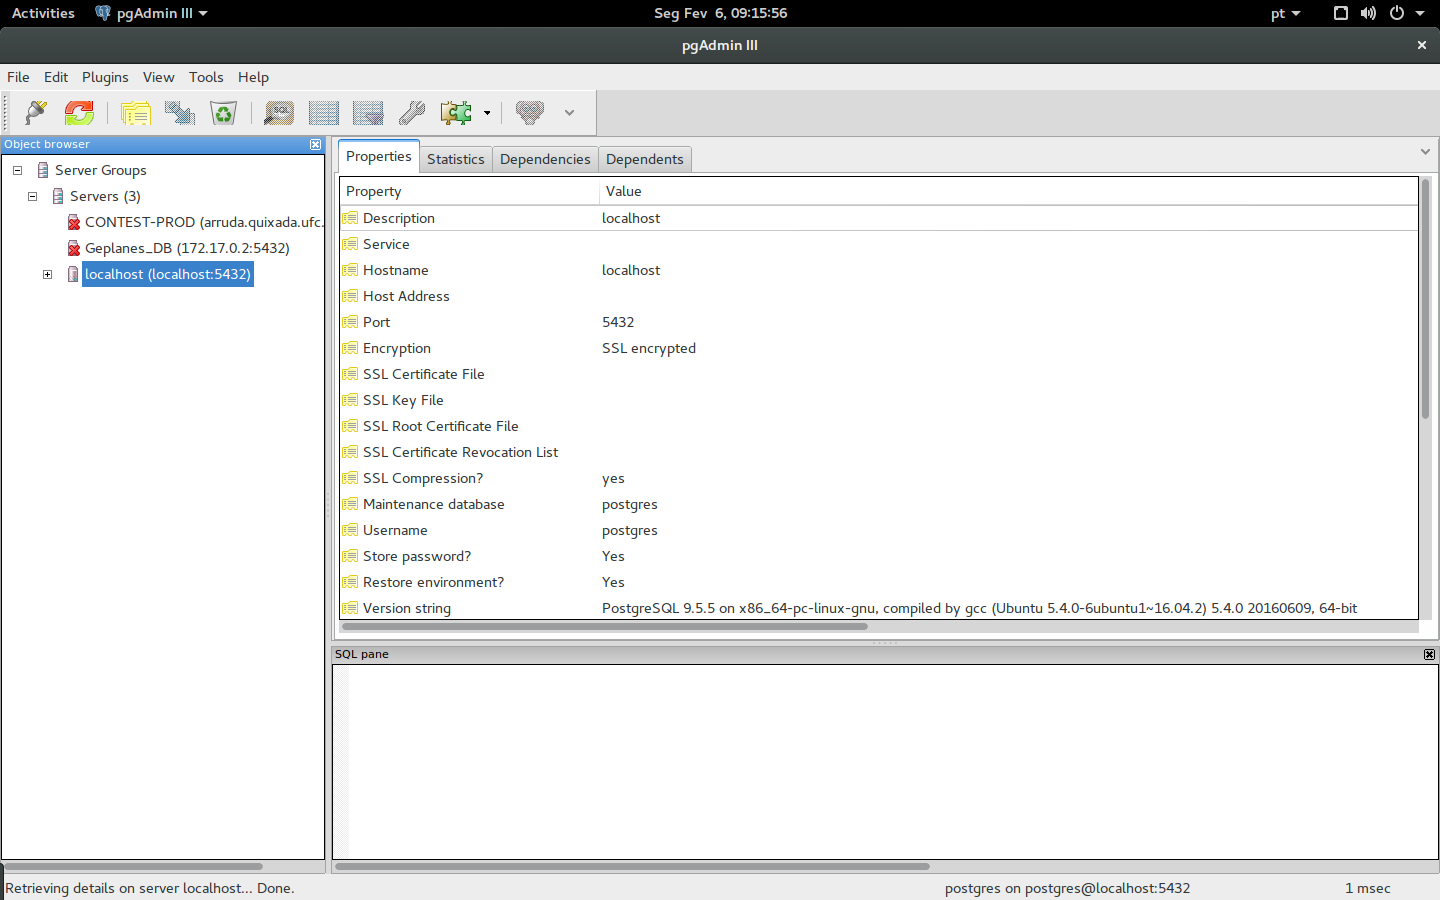 Activities pgAdmin III Seg Fev 6, 09:15:56 pt
pgAdmin III
File Edit Plugins View Tools Help
SQL
Object browser
Server Groups
Servers (3)
CONTEST-PROD (arruda.quixada.ufc.
Geplanes_DB (172.17.0.2:5432)
localhost (localhost:5432)
Properties Statistics Dependencies Dependents
Property Value
Description localhost
Service
Hostname localhost
Host Address
Port 5432
Encryption SSL encrypted
SSL Certificate File
SSL Key File
SSL Root Certificate File
SSL Certificate Revocation List
SSL Compression? yes
Maintenance database postgres
Username postgres
Store password? Yes
Restore environment? Yes
Version string PostgreSQL 9.5.5 on x86_64-pc-linux-gnu, compiled by gcc (Ubuntu 5.4.0-6ubuntu1~16.04.2) 5.4.0 20160609, 64-bit
SQL pane
Retrieving details on server localhost... Done. postgres on postgres@localhost:5432 1 msec